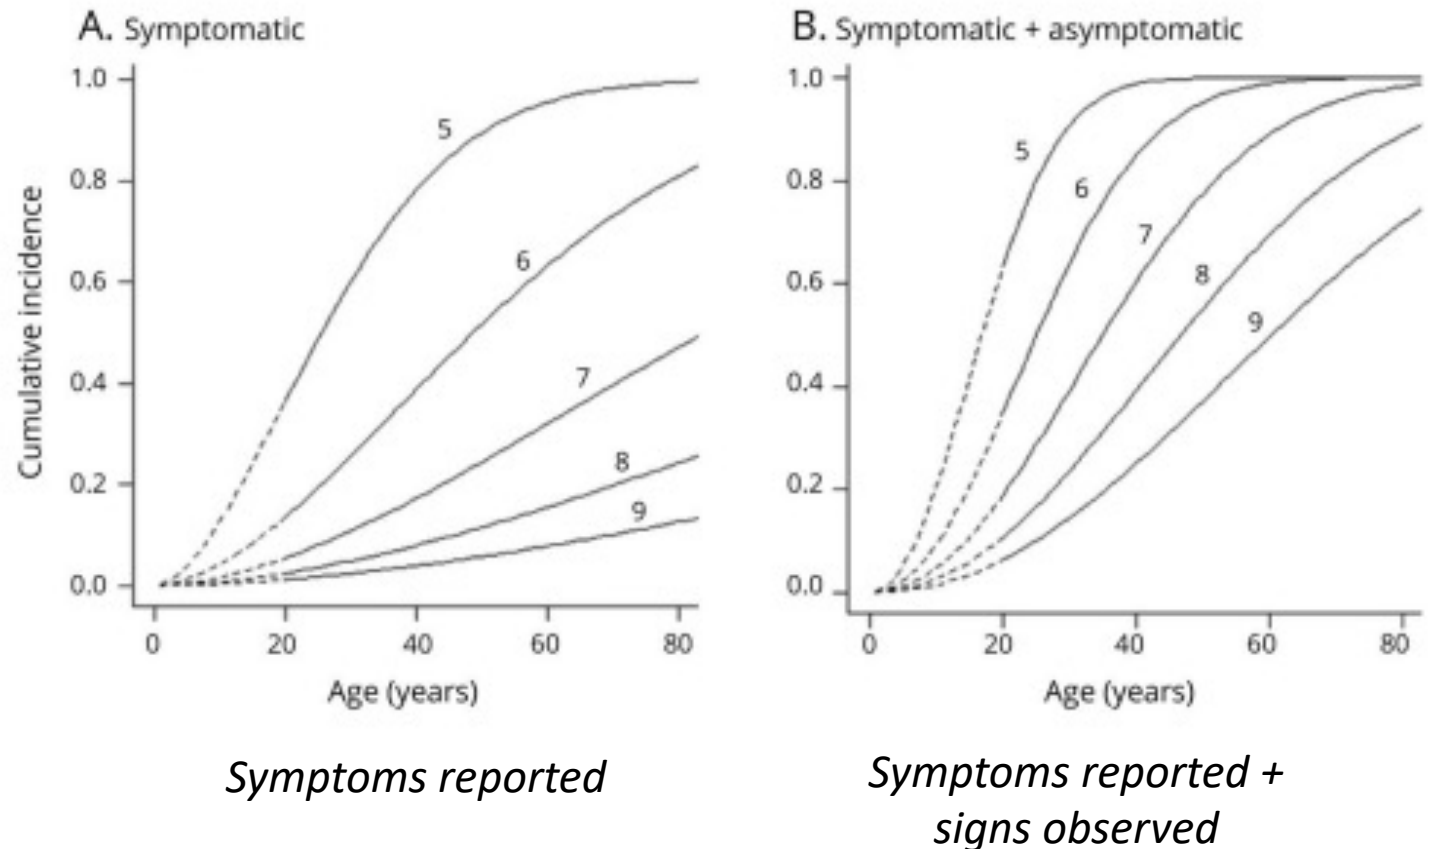 A. Symptomatic
Cumulative incidence
1.0
0.8
0.6
0.4
0.2
0.0
5
6
7
8
9
0 20 40 60 80
Age (years)
Symptoms reported
B. Symptomatic + asymptomatic
1.0
0.8
0.6
0.4
0.2
0.0
5
6
7
8
9
0 20 40 60 80
Age (years)
Symptoms reported +
signs observed